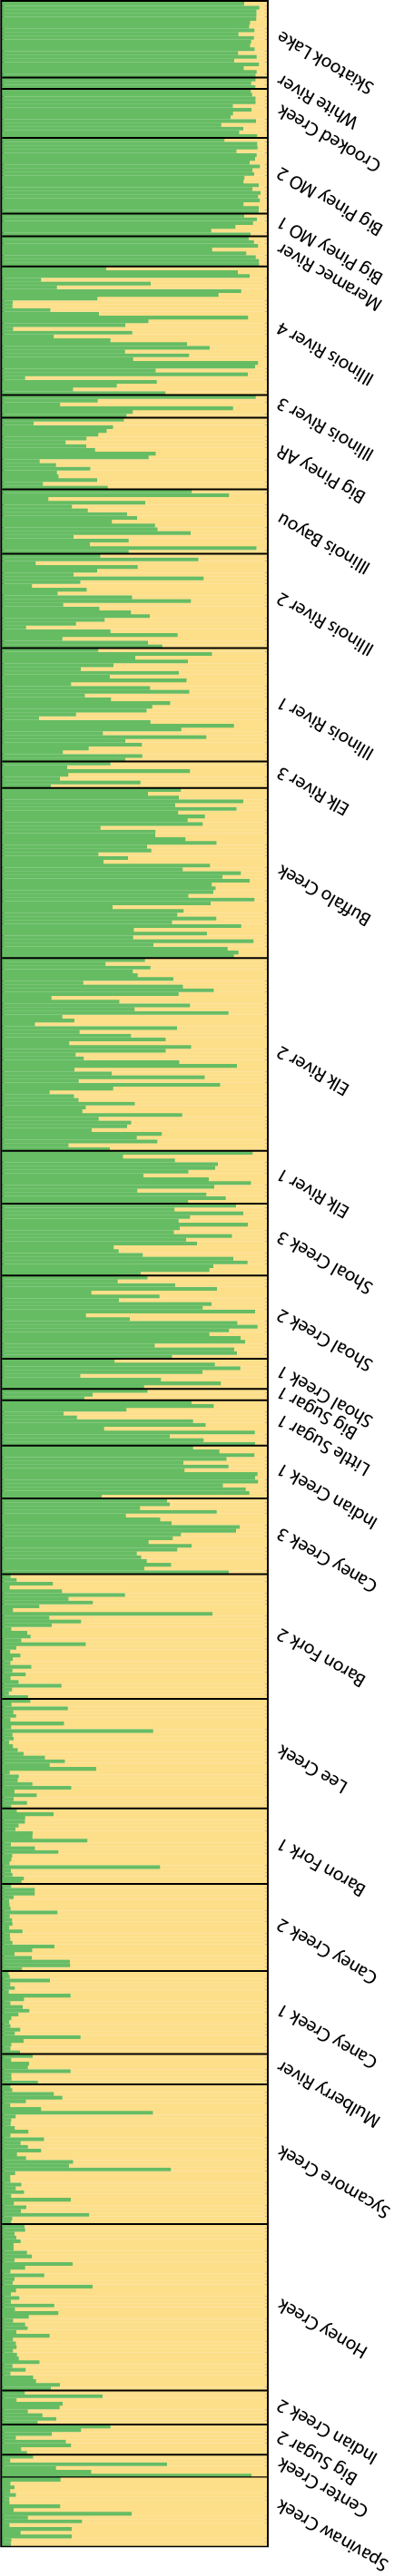 Skiatook Lake
White River
Crooked Creek
Big Piney MO 2
Big Piney MO 1
Meramec River
Illinois River 4
Illinois River 3
Big Piney AR
Illinois Bayou
Illinois River 2
Illinois River 1
Elk River 3
Buffalo Creek
Elk River 2
Elk River 1
Shoal Creek 3
Shoal Creek 2
Shoal Creek 1
Big Sugar 1
Little Sugar 1
Indian Creek 1
Caney Creek 3
Baron Fork 2
Lee Creek
Baron Fork 1
Caney Creek 2
Caney Creek 1
Mulberry River
Sycamore Creek
Honey Creek
Indian Creek 2
Big Sugar 2
Center Creek
Spavinaw Creek